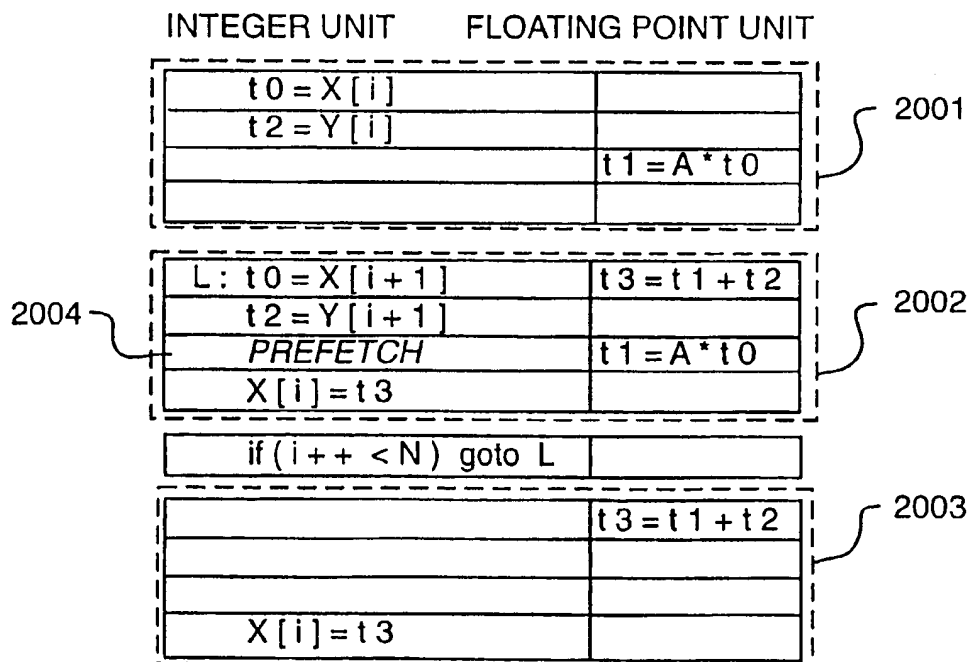 INTEGER UNIT FLOATING POINT UNIT
t0 = X [ i ]
2001
t2 = Y [ i ]
t1 = A * t0
L : t0 = X [ i + 1 ] t3 = t1 + t2
2002
2004
t2 = Y [ i + 1 ]
PREFETCH t1 = A * t0
X [ i ] = t3
if ( i + + < N ) goto L
t3 = t1 + t2
2003
X [ i ] = t3